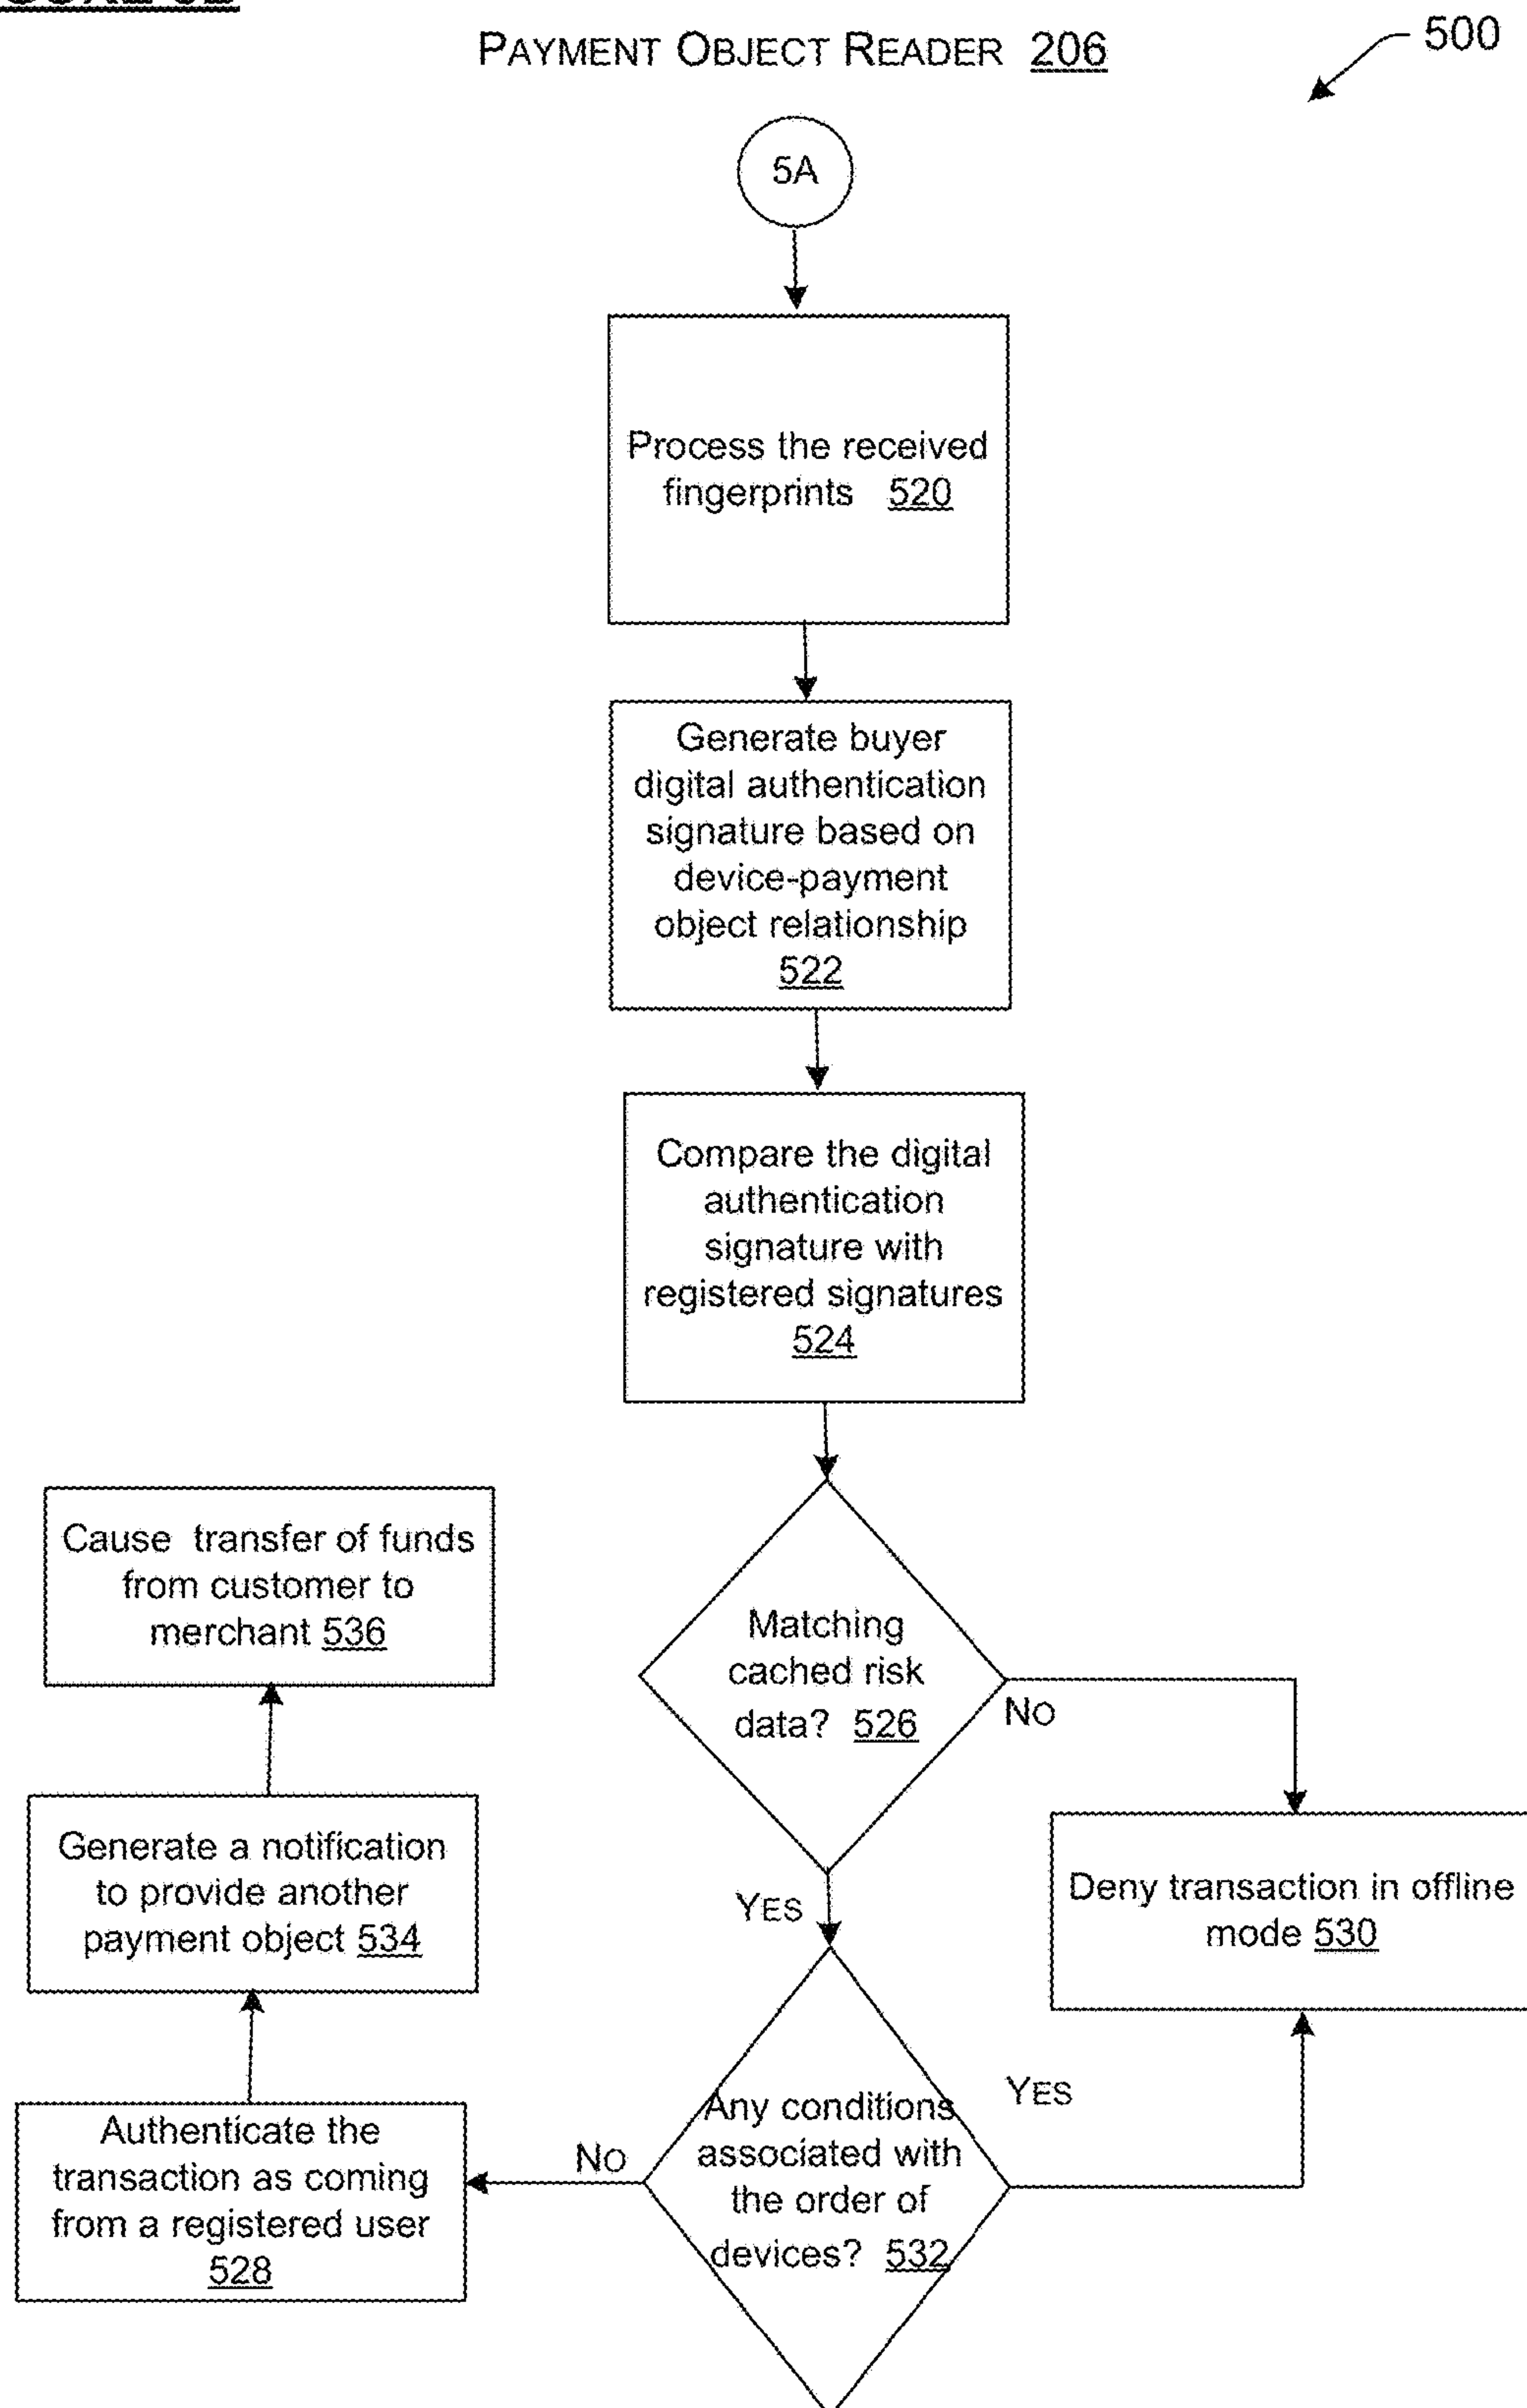 PAYMENT OBJECT READER 206
500
5A
Process the received
fingerprints 520
Generate buyer
digital authentication
signature based on
device-payment
object relationship
522
Compare the digital
authentication
signature with
registered signatures
524
Matching
cached risk
data? 526
NO
YES
Cause transfer of funds
from customer to
merchant 536
Generate a notification
to provide another
payment object 534
Deny transaction in offline
mode 530
Any conditions
associated with
the order of
devices? 532
YES
NO
Authenticate the
transaction as coming
from a registered user
528